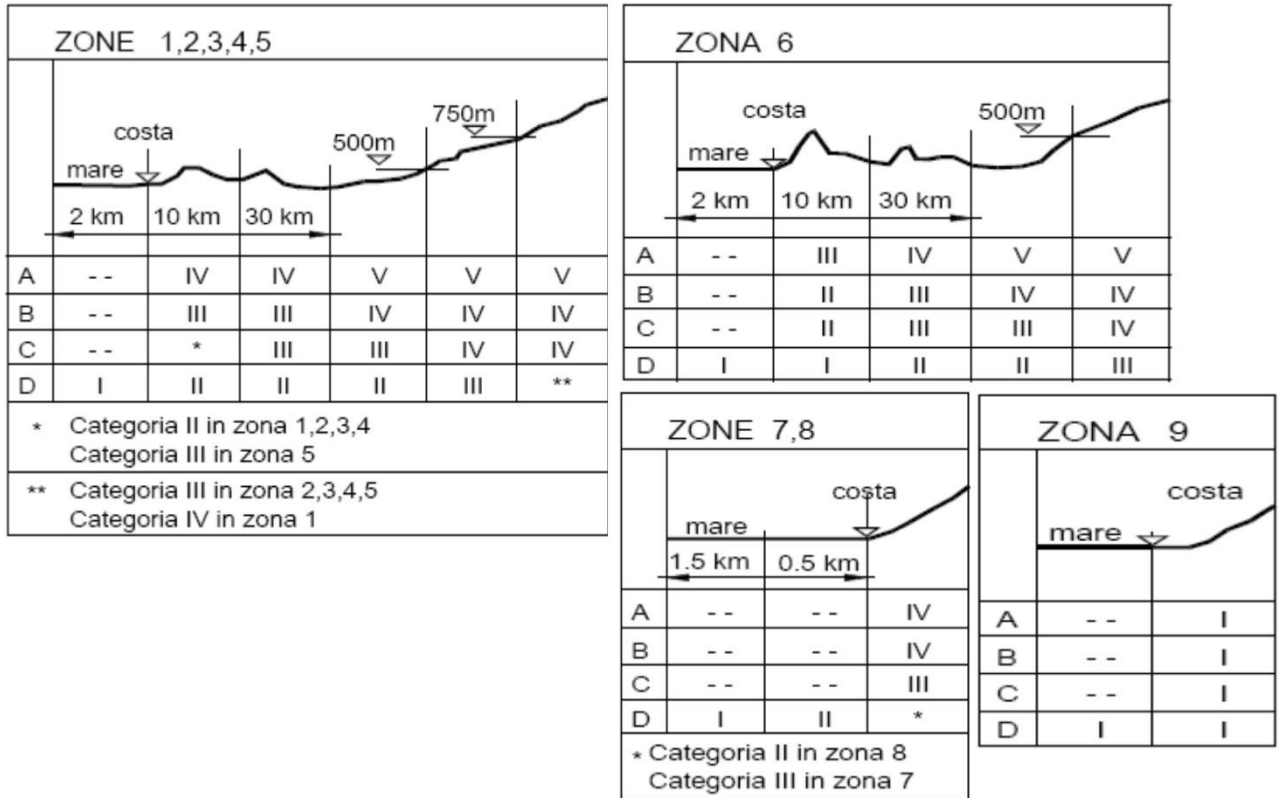 ZONE 1,2,3,4,5
costa
mare
500m
750m
2 km 10 km 30 km
A -- IV IV V V V
B -- III III IV IV IV
C -- * III III IV IV
D I II II II III **
* Categoria II in zona 1,2,3,4
Categoria III in zona 5
** Categoria III in zona 2,3,4,5
Categoria IV in zona 1
ZONA 6
costa
mare
500m
2 km 10 km 30 km
A -- III IV V V
B -- II III IV IV
C -- II III III IV
D I I II II III
ZONE 7,8
costa
mare
1.5 km 0.5 km
A -- -- IV
B -- -- IV
C -- -- III
D I II *
* Categoria II in zona 8
Categoria III in zona 7
ZONA 9
costa
mare
A -- I
B -- I
C -- I
D I I